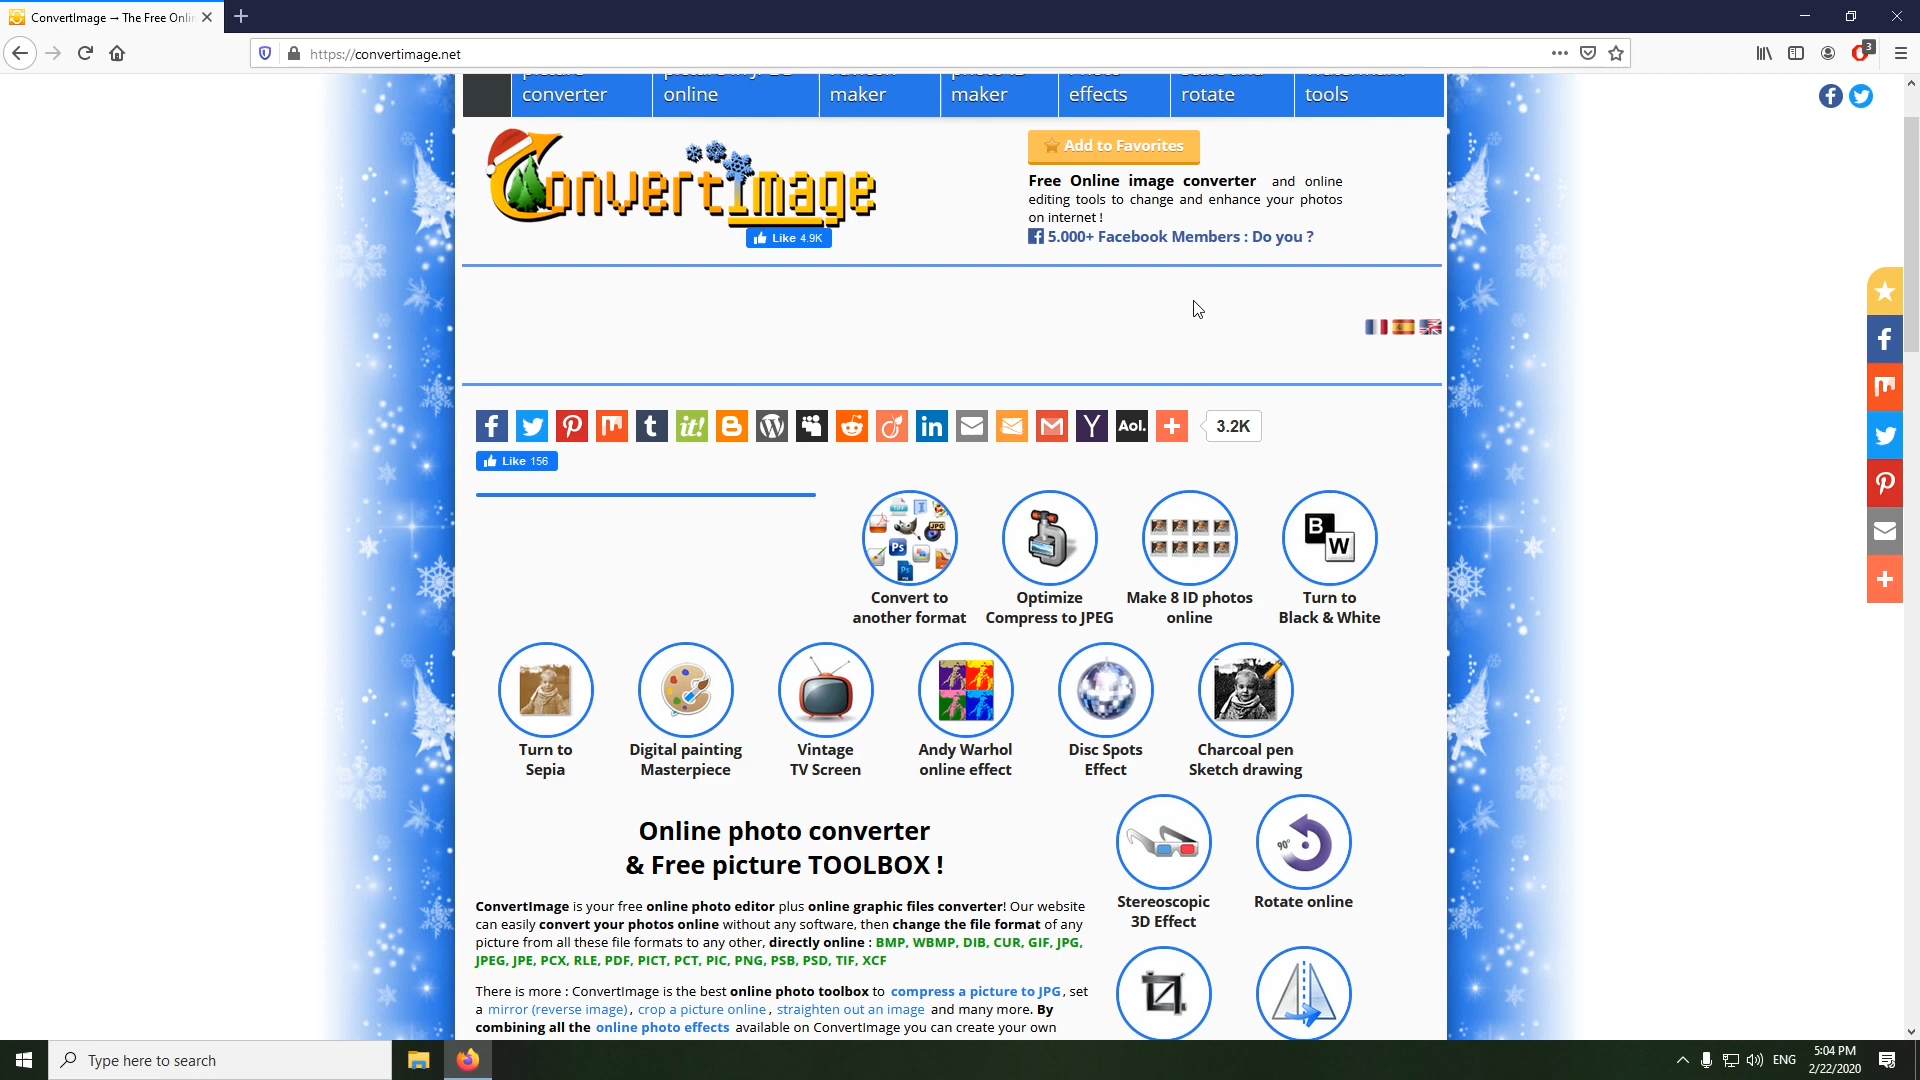 ConvertImage → The Free Onlin
https://convertimage.net
3
converter
online
maker
maker
effects
rotate
tools
ConvertImage
Like 4.9K
Add to Favorites
Free Online image converter and online
editing tools to change and enhance your photos
on internet !
5.000+ Facebook Members : Do you ?
it!
Aol.
3.2K
Like 156
Convert to
another format
Optimize
Compress to JPEG
Make 8 ID photos
online
B
W
Turn to
Black & White
Turn to
Sepia
Digital painting
Masterpiece
Vintage
TV Screen
Andy Warhol
online effect
Disc Spots
Effect
Charcoal pen
Sketch drawing
Online photo converter
& Free picture TOOLBOX !
ConvertImage is your free online photo editor plus online graphic files converter! Our website
can easily convert your photos online without any software, then change the file format of any
picture from all these file formats to any other, directly online : BMP, WBMP, DIB, CUR, GIF, JPG,
JPEG, JPE, PCX, RLE, PDF, PICT, PCT, PIC, PNG, PSB, PSD, TIF, XCF
There is more : ConvertImage is the best online photo toolbox to compress a picture to JPG, set
a mirror (reverse image), crop a picture online, straighten out an image and many more. By
combining all the online photo effects available on ConvertImage you can create your own
Stereoscopic
3D Effect
90°
Rotate online
Type here to search
ENG
5:04 PM
2/22/2020